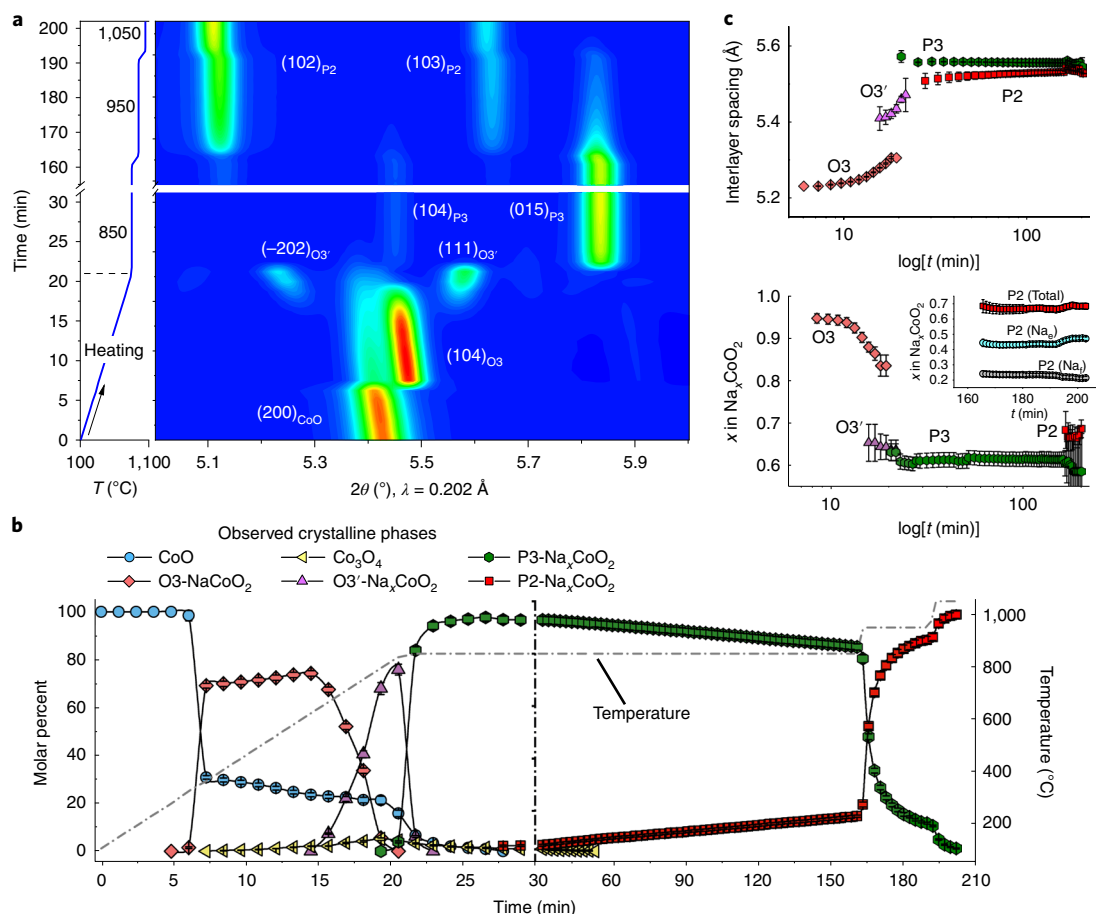 a
200
190
180
170
160
30
25
20
15
10
5
0
Time (min)
1,050
950
850
Heating
100
1,100
T (°C)
(102)P2
(103)P2
(104)P3
(015)P3
(−202)O3′
(111)O3′
(104)O3
(200)CoO
5.1 5.3 5.5 5.7 5.9
2θ (°), λ = 0.202 Å
c
5.6
5.4
5.2
Interlayer spacing (Å)
P3
P2
O3′
O3
10 100
log[t (min)]
1.0
0.9
0.8
0.7
0.6
x in NaxCoO2
O3
O3′
P3
P2
0.7
0.6
0.5
0.4
0.3
0.2
x in NaxCoO2
P2 (Total)
P2 (Nae)
P2 (Naf)
160 180 200
t (min)
10 100
log[t (min)]
b
Observed crystalline phases
CoO
Co3O4
P3-NaxCoO2
O3-NaCoO2
O3′-NaxCoO2
P2-NaxCoO2
100
80
60
40
20
0
Molar percent
Temperature
1,000
800
600
400
200
Temperature (°C)
0 5 10 15 20 25 30 60 90 120 150 180 210
Time (min)